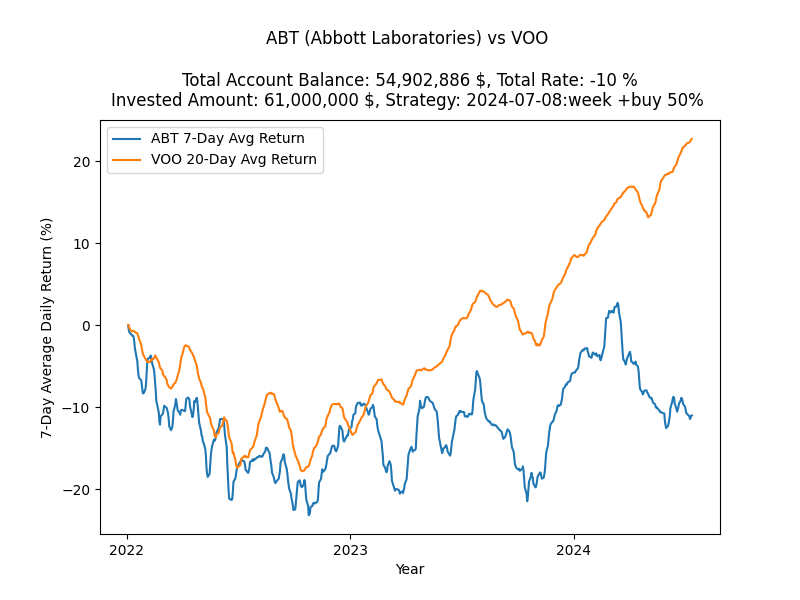 ABT (Abbott Laboratories) vs VOO
Total Account Balance: 54,902,886 $, Total Rate: -10 %
Invested Amount: 61,000,000 $, Strategy: 2024-07-08:week +buy 50%
ABT 7-Day Avg Return
VOO 20-Day Avg Return
7-Day Average Daily Return (%)
20
10
0
−10
−20
2022
2023
2024
Year